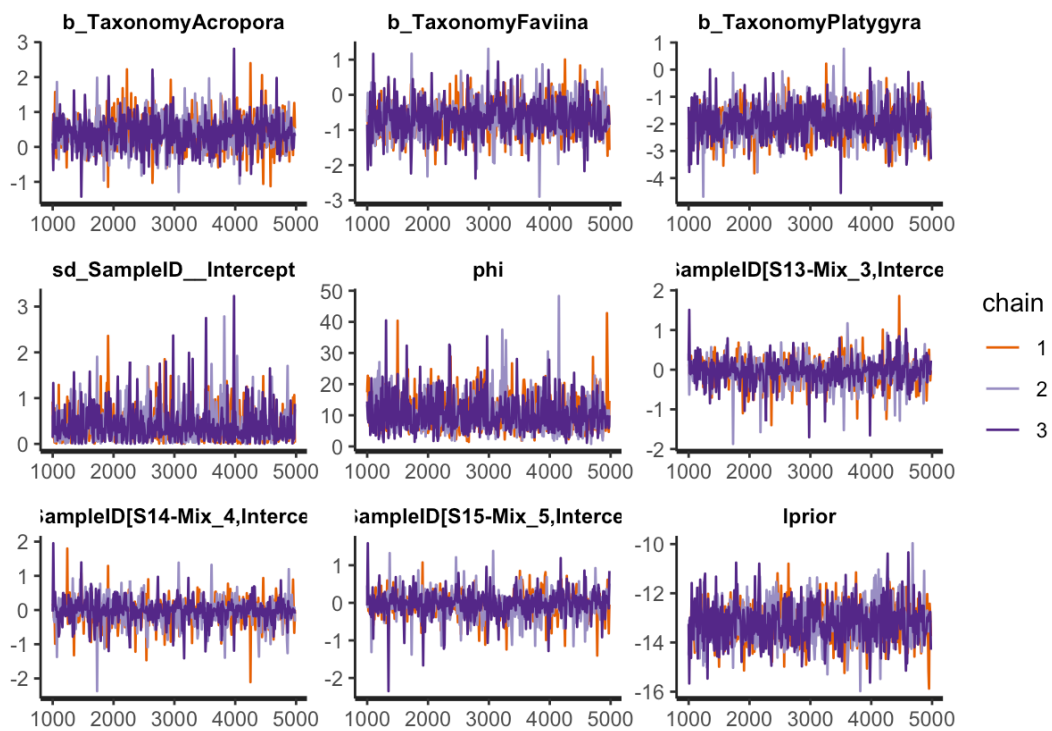 b_TaxonomyAcropora
b_TaxonomyFaviina
b_TaxonomyPlatygyra
3
2
1
0
-1
1000 2000 3000 4000 5000
1
0
-1
-2
-3
1000 2000 3000 4000 5000
1
0
-1
-2
-3
-4
1000 2000 3000 4000 5000
sd_SampleID__Intercept
phi
SampleID[S13-Mix_3,Interce
3
2
1
0
1000 2000 3000 4000 5000
50
40
30
20
10
0
1000 2000 3000 4000 5000
2
1
0
-1
-2
1000 2000 3000 4000 5000
chain
1
2
3
SampleID[S14-Mix_4,Interce
SampleID[S15-Mix_5,Interce
lprior
2
1
0
-1
-2
1000 2000 3000 4000 5000
1
0
-1
-2
1000 2000 3000 4000 5000
-10
-12
-14
-16
1000 2000 3000 4000 5000